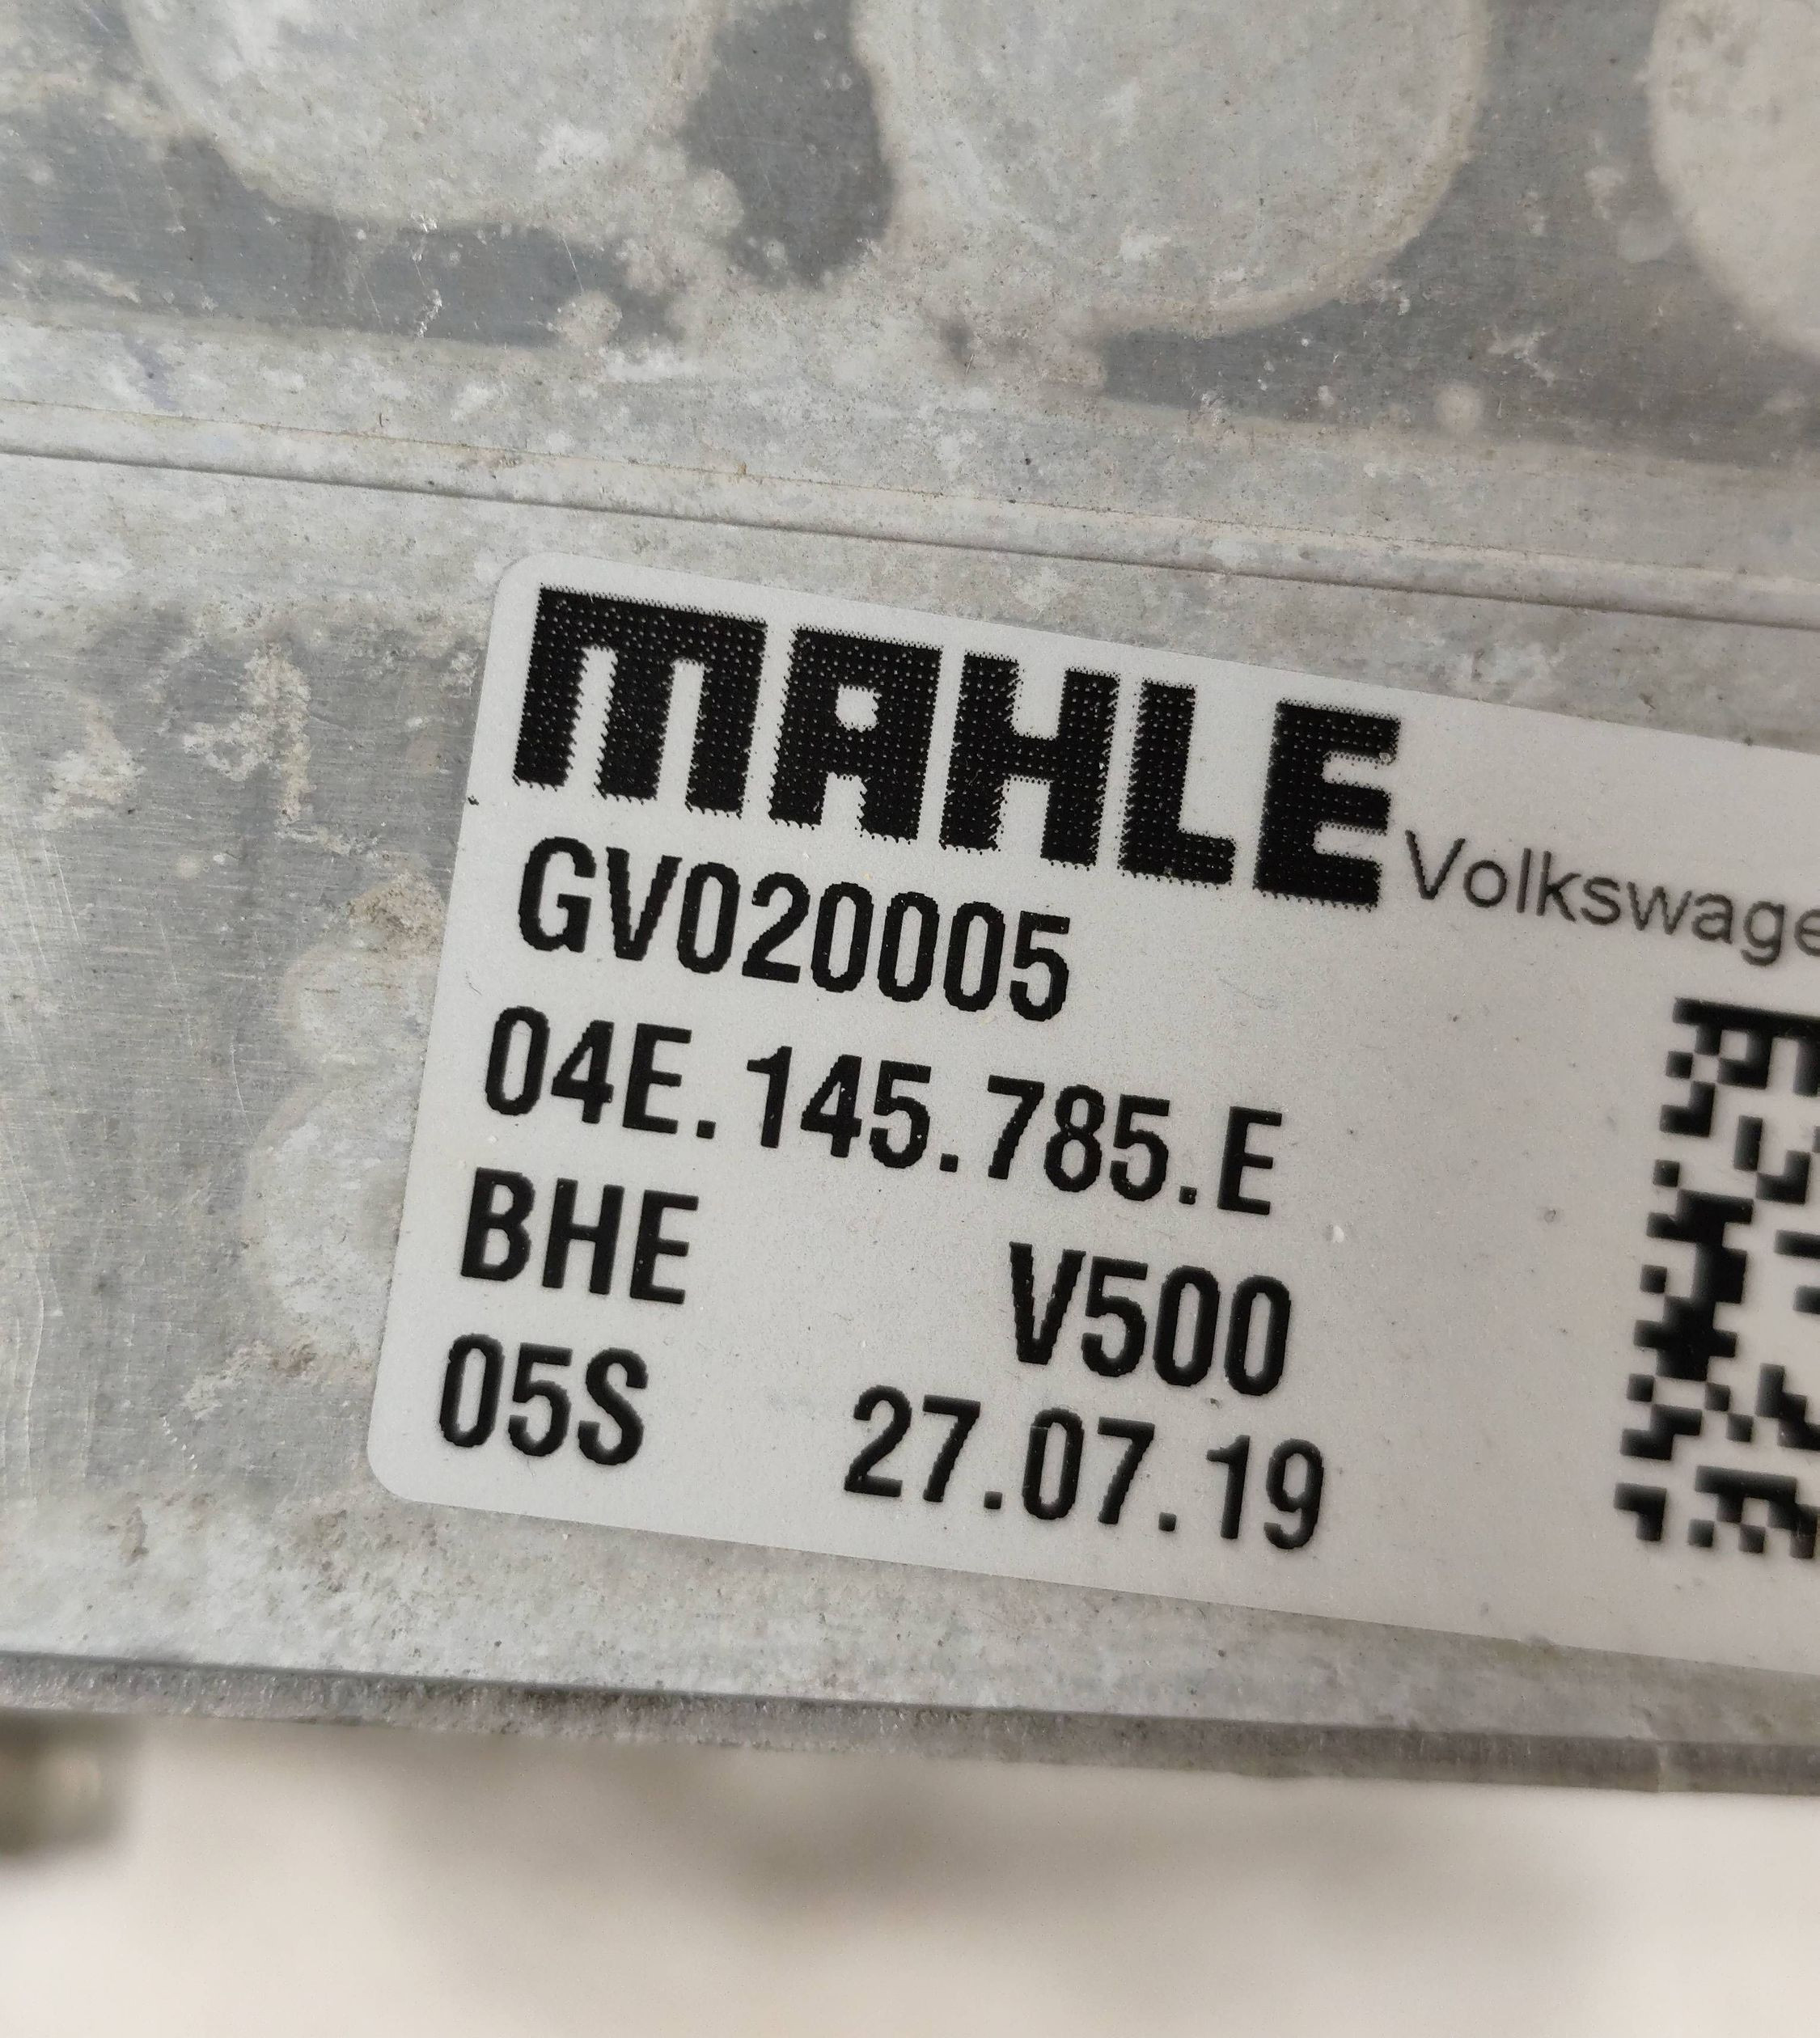 MAHLE Volkswage
GV020005
04E.145.785.E
BHE V500
05S 27.07.19